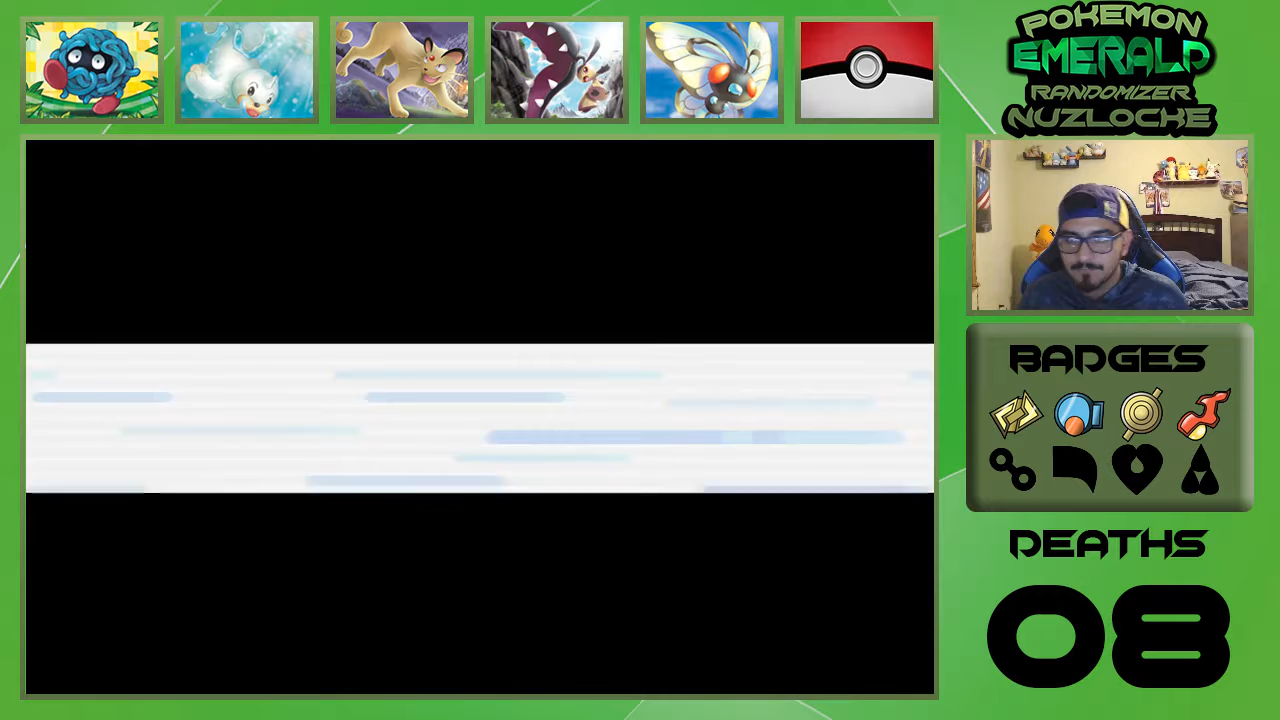 POKEMON
EMERALD
RANDOMIZER
NUZLOCKE
BADGES
DEATHS
08